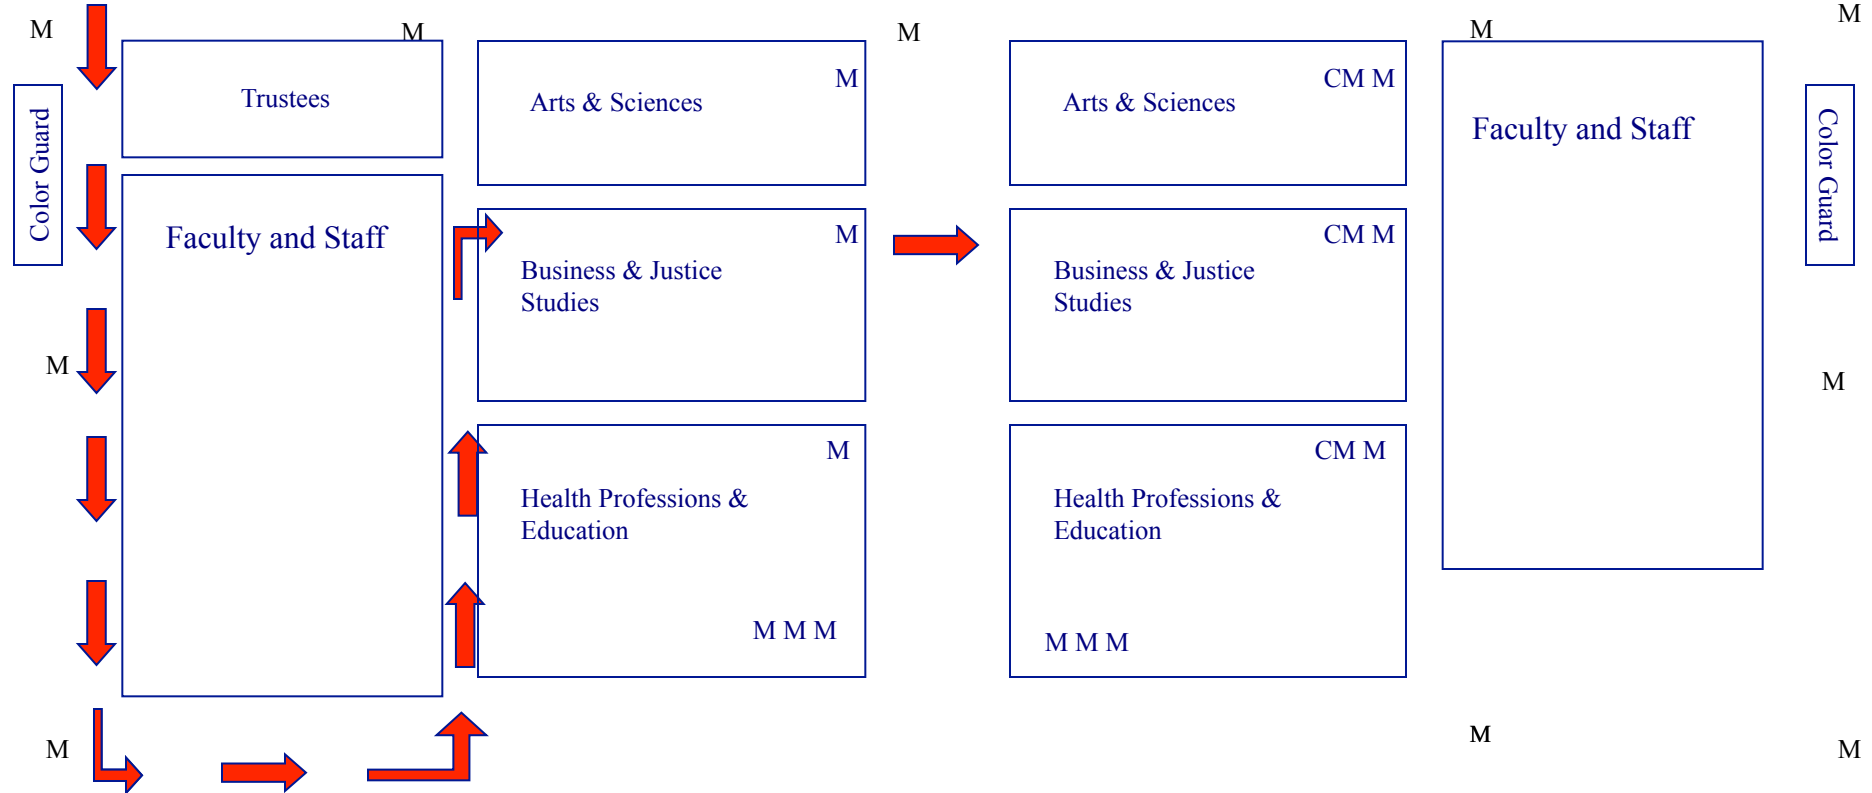 M
M
M
M
M
Color Guard
Trustees
Arts & Sciences
M
Arts & Sciences
CM M
Faculty and Staff
Color Guard
Faculty and Staff
Business & Justice
Studies
M
Business & Justice
Studies
CM M
M
M
Health Professions &
Education
M
M M M
Health Professions &
Education
CM M
M M M
M
M
M